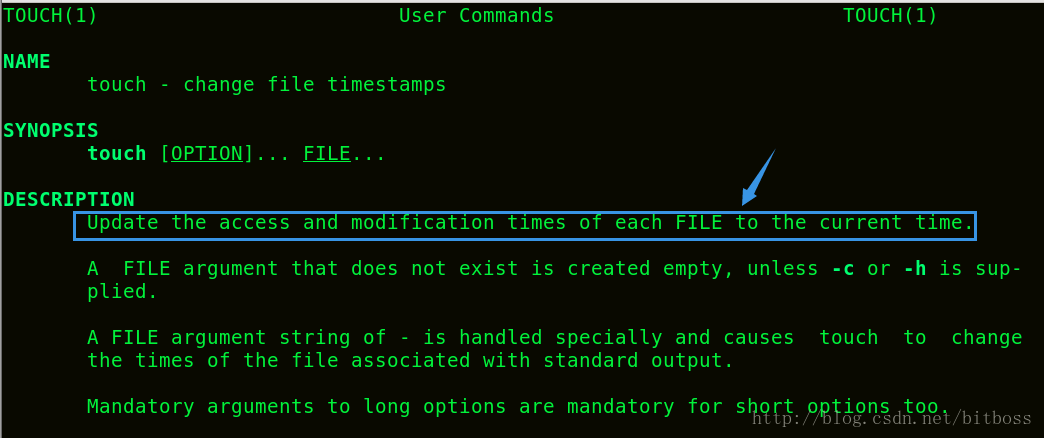 TOUCH(1) User Commands TOUCH(1)
NAME
touch - change file timestamps
SYNOPSIS
touch [OPTION]... FILE...
DESCRIPTION
Update the access and modification times of each FILE to the current time.
A  FILE argument that does not exist is created empty, unless -c or -h is sup-
plied.
A FILE argument string of - is handled specially and causes  touch  to  change
the times of the file associated with standard output.
Mandatory arguments to long options are mandatory for short options too.
http://blog.csdn.net/bitboss